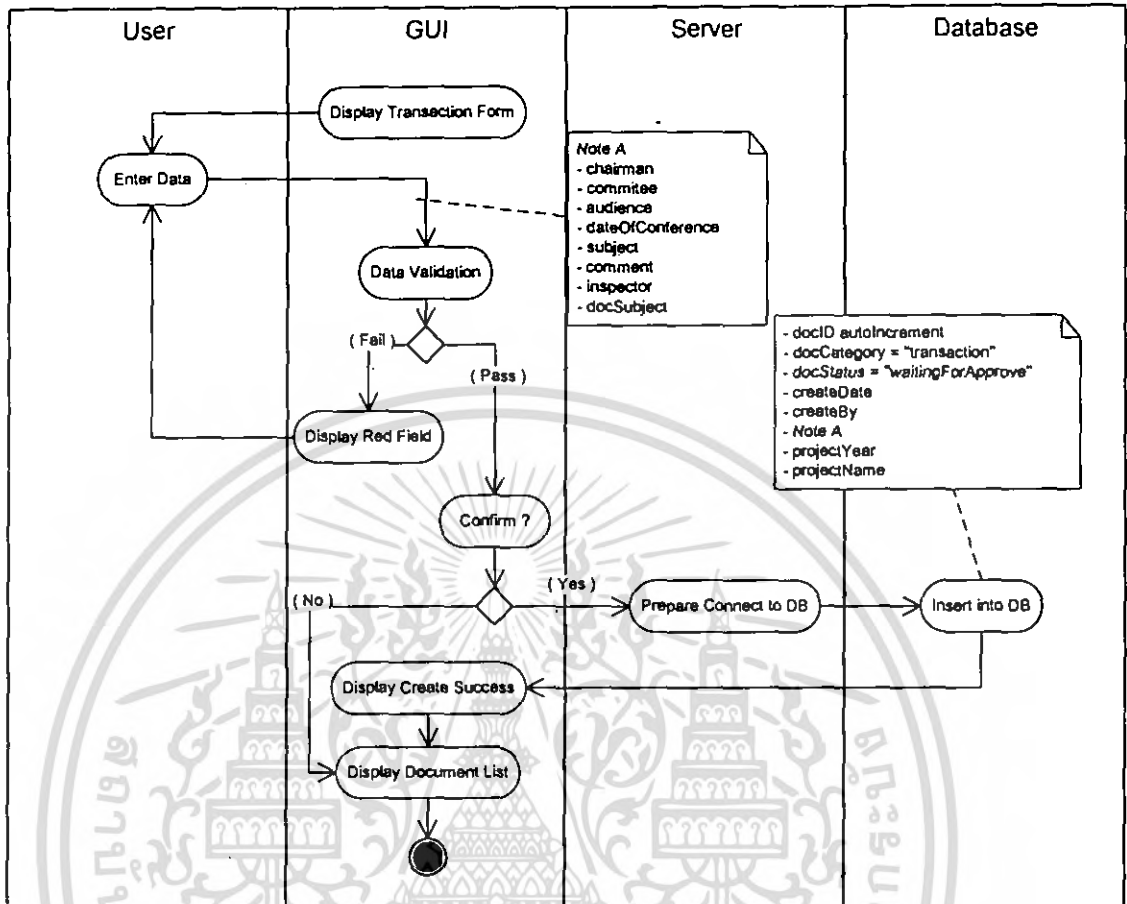 User
GUI
Server
Database
Display Transection Form
Enter Data
Note A
- chairman
- commitee
- audience
- dateOfConference
- subject
- comment
- inspector
- docSubject
Data Validation
( Fail )
( Pass )
- docID autoIncrement
- docCategory = "transaction"
- docStatus = "waitingForApprove"
- createDate
- createBy
- Note A
- projectYear
- projectName
Display Red Field
Confirm ?
( Yes )
( No )
Prepare Connect to DB
Insert into DB
Display Create Success
Display Document List